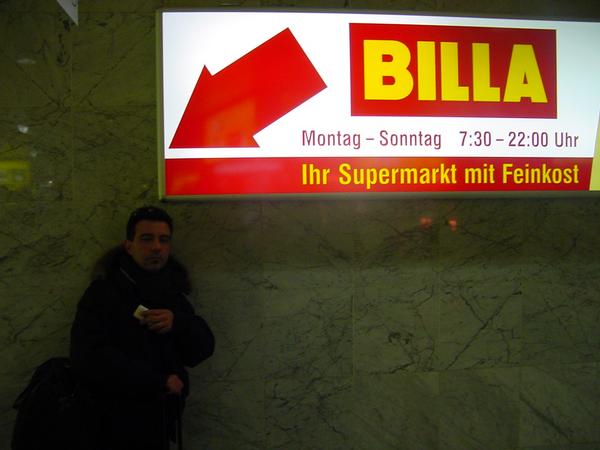 BILLA
Montag – Sonntag 7:30 – 22:00 Uhr
Ihr Supermarkt mit Feinkost